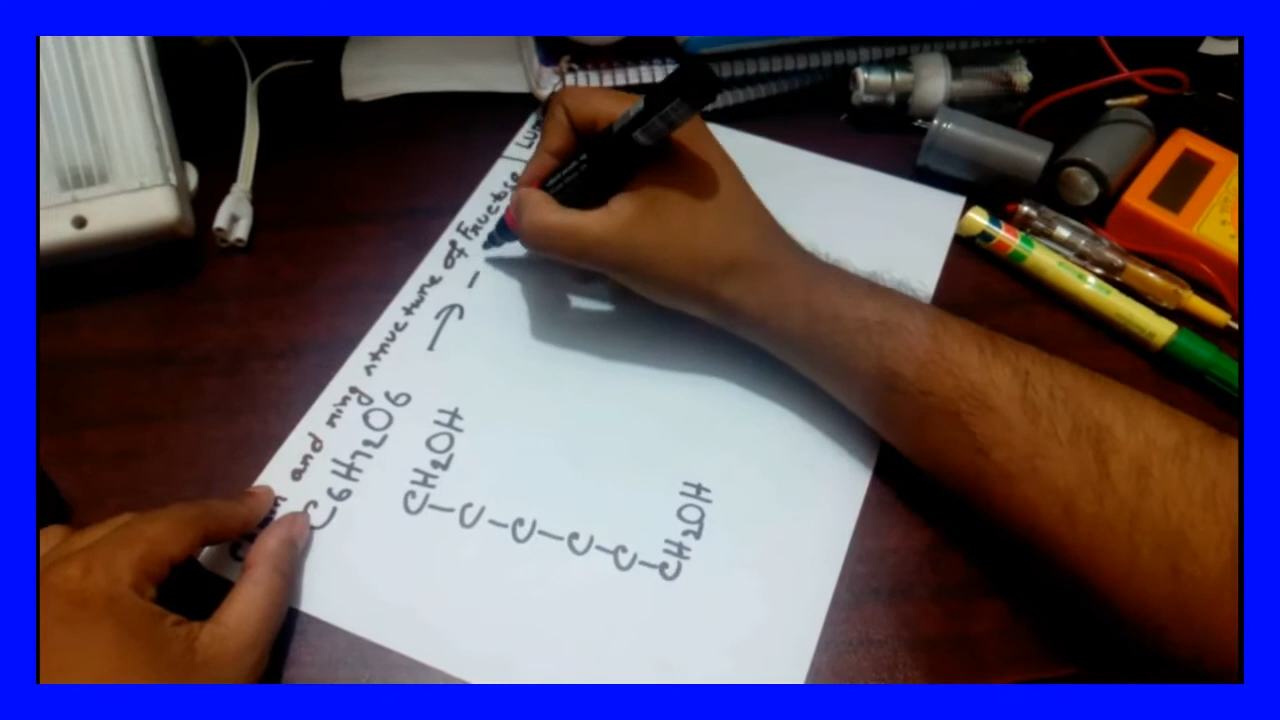 and ring structure of Fructose |
C6H12O6 →
CH2OH
C
C
C
C
CH2OH